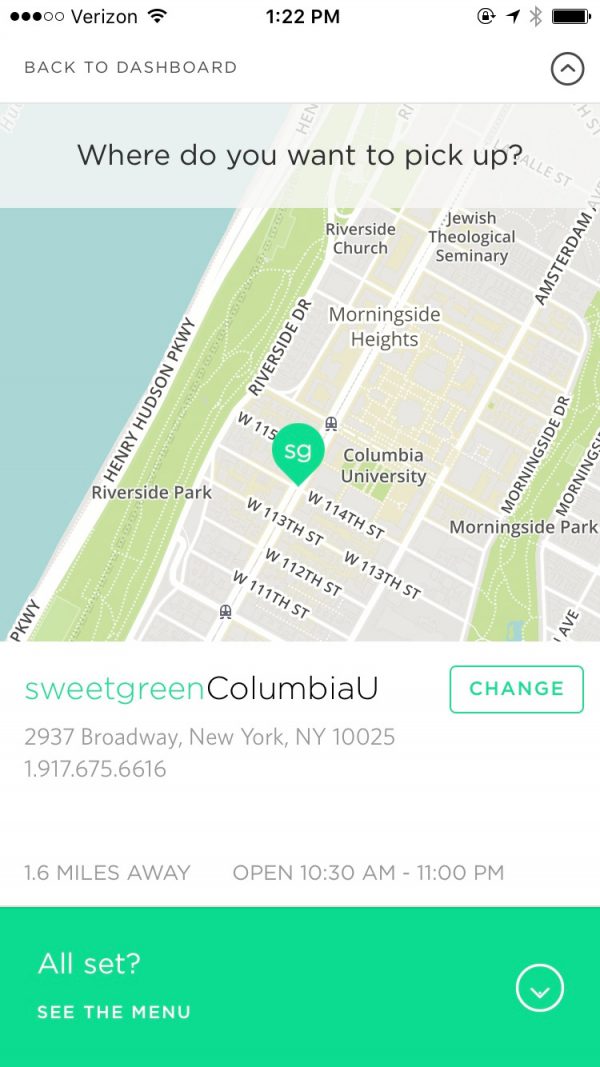 Verizon 1:22 PM
BACK TO DASHBOARD
Where do you want to pick up?
Riverside
Church
Jewish
Theological
Seminary
AMSTERDAM
Morningside
Heights
RIVERSIDE DR
HENRY HUDSON PKWY
W 115
sg
Columbia
University
MORNINGSIDE DR
Riverside Park
W 114TH ST
W 113TH ST
Morningside Park
W 112TH ST
W 113TH ST
W 111TH ST
PKWY
AVE
sweetgreenColumbiaU
CHANGE
2937 Broadway, New York, NY 10025
1.917.675.6616
1.6 MILES AWAY OPEN 10:30 AM - 11:00 PM
All set?
SEE THE MENU